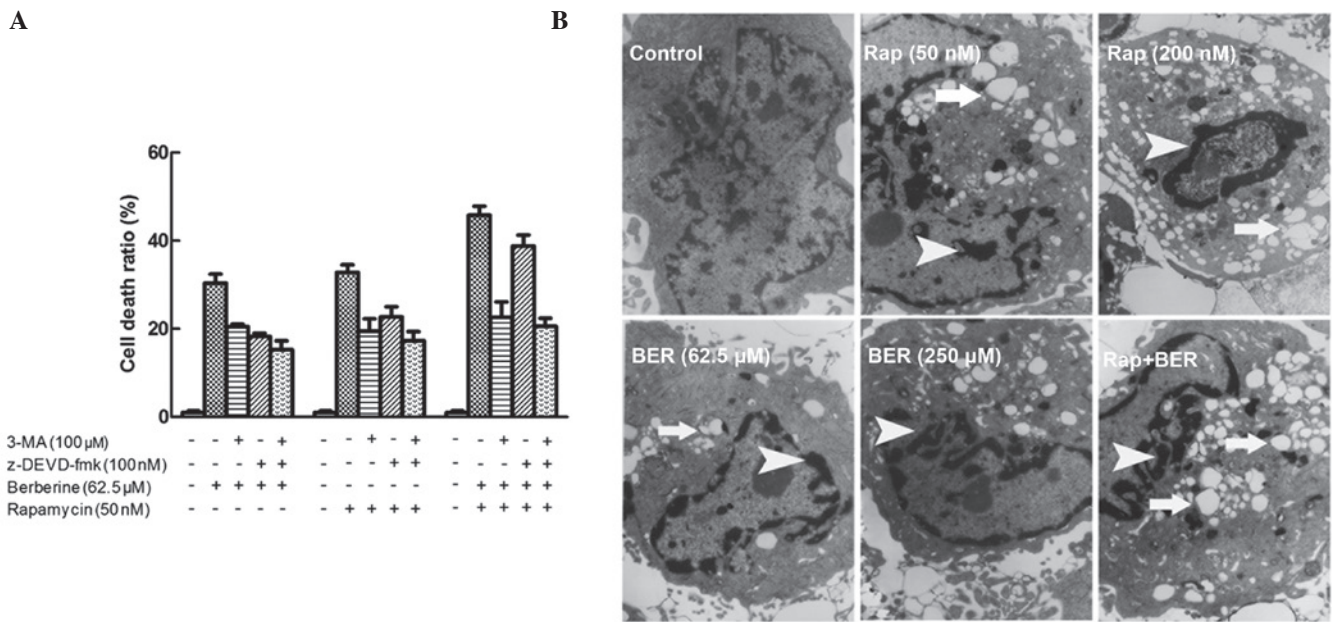 A
B
60
40
20
0
Cell death ratio (%)
3-MA (100 µM) - - + - + - - + - + - - + - +
z-DEVD-fmk (100 nM) - - - + + - - - + + - - - + +
Berberine (62.5 µM) - + + + + - - - - - - + + + +
Rapamycin (50 nM) - - - - - - + + + + - + + + +
Control
Rap (50 nM)
Rap (200 nM)
BER (62.5 µM)
BER (250 µM)
Rap+BER